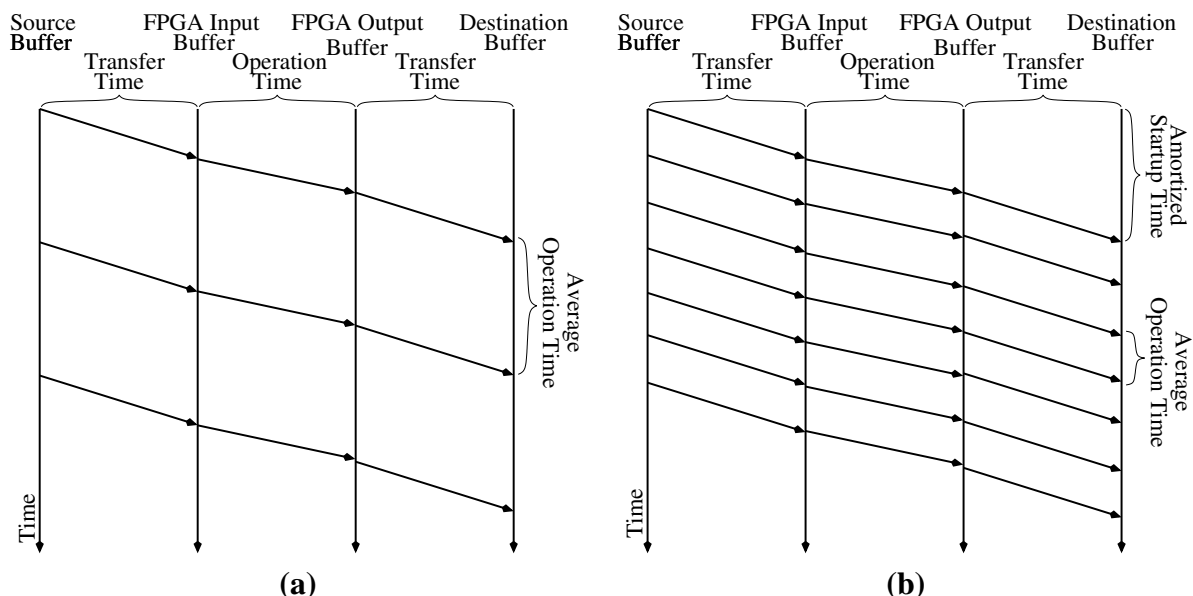 Source
Buffer
FPGA Input
Buffer
FPGA Output
Buffer
Destination
Buffer
Transfer
Time
Operation
Time
Transfer
Time
Average
Operation Time
Time
(a)
Source
Buffer
FPGA Input
Buffer
FPGA Output
Buffer
Destination
Buffer
Transfer
Time
Operation
Time
Transfer
Time
Amortized
Startup Time
Average
Operation Time
Time
(b)